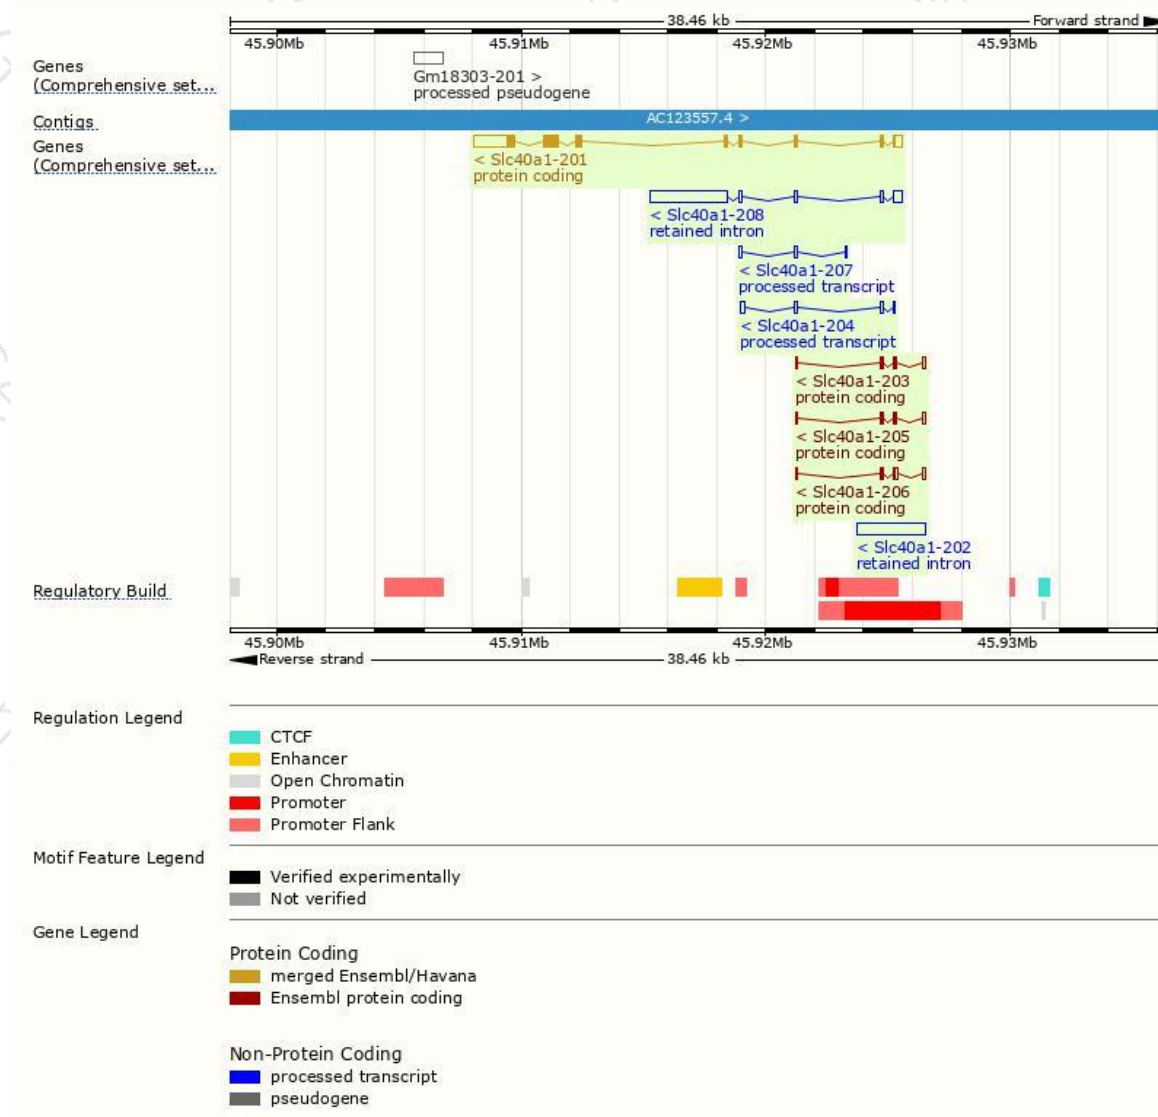 38.46 kb
Forward strand
45.90Mb 45.91Mb 45.92Mb 45.93Mb
Genes
(Comprehensive set...
Gm18303-201 >
processed pseudogene
Contigs
AC123557.4 >
Genes
(Comprehensive set...
< Slc40a1-201
protein coding
< Slc40a1-208
retained intron
< Slc40a1-207
processed transcript
< Slc40a1-204
processed transcript
< Slc40a1-203
protein coding
< Slc40a1-205
protein coding
< Slc40a1-206
protein coding
< Slc40a1-202
retained intron
Regulatory Build
45.90Mb 45.91Mb 45.92Mb 45.93Mb
Reverse strand
38.46 kb
Regulation Legend
CTCF
Enhancer
Open Chromatin
Promoter
Promoter Flank
Motif Feature Legend
Verified experimentally
Not verified
Gene Legend
Protein Coding
merged Ensembl/Havana
Ensembl protein coding
Non-Protein Coding
processed transcript
pseudogene